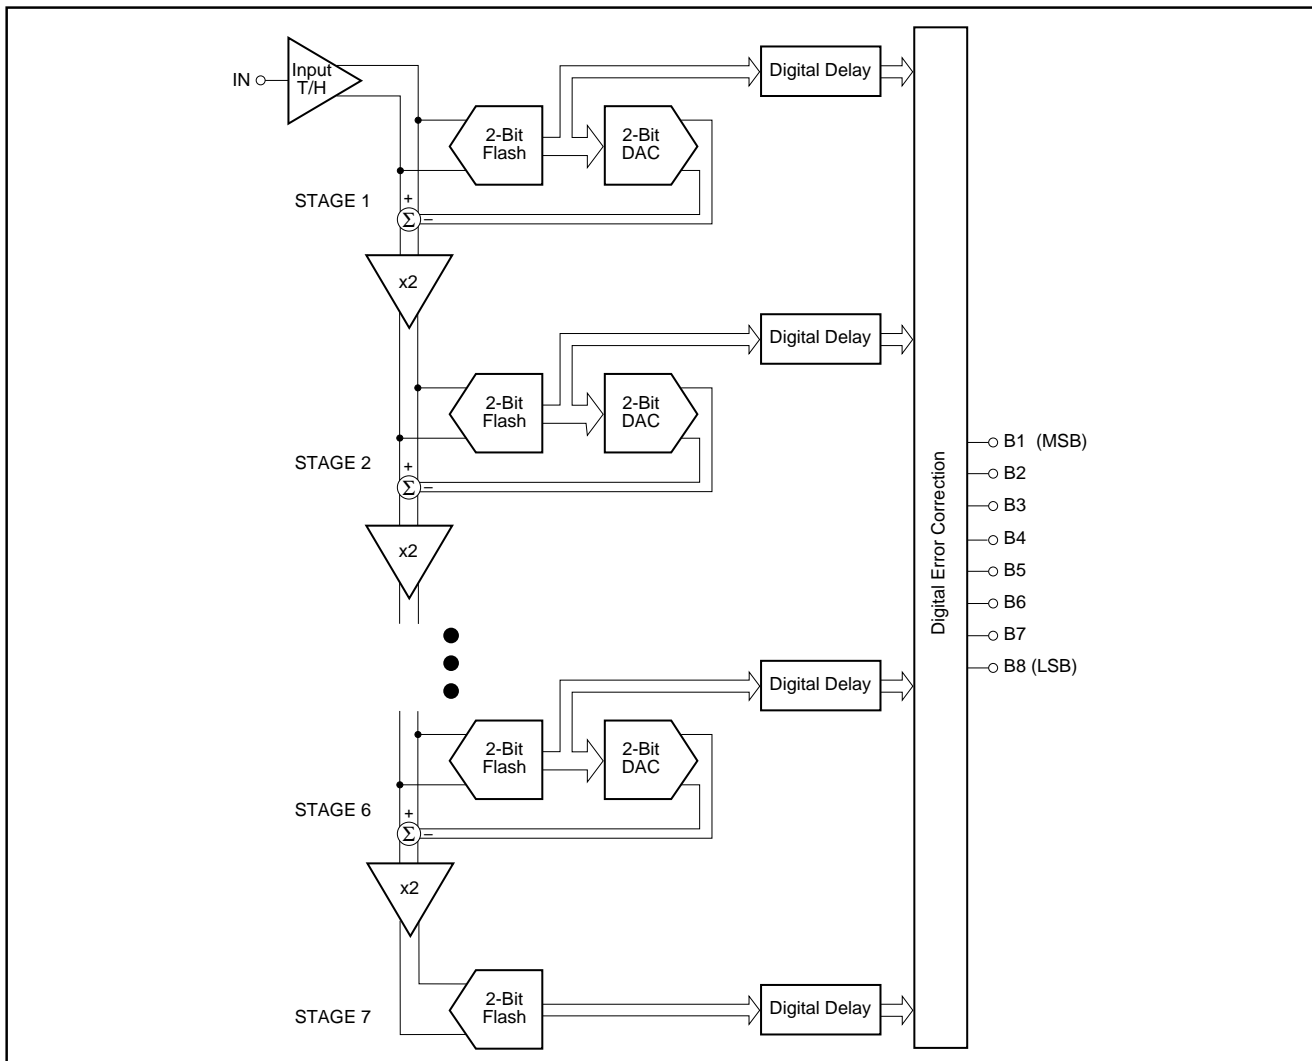 IN
Input
T/H
Digital Delay
2-Bit
Flash
2-Bit
DAC
STAGE 1
+
Σ
–
x2
Digital Delay
2-Bit
Flash
2-Bit
DAC
STAGE 2
+
Σ
–
x2
Digital Error Correction
B1 (MSB)
B2
B3
B4
B5
B6
B7
B8 (LSB)
Digital Delay
2-Bit
Flash
2-Bit
DAC
STAGE 6
+
Σ
–
x2
2-Bit
Flash
Digital Delay
STAGE 7